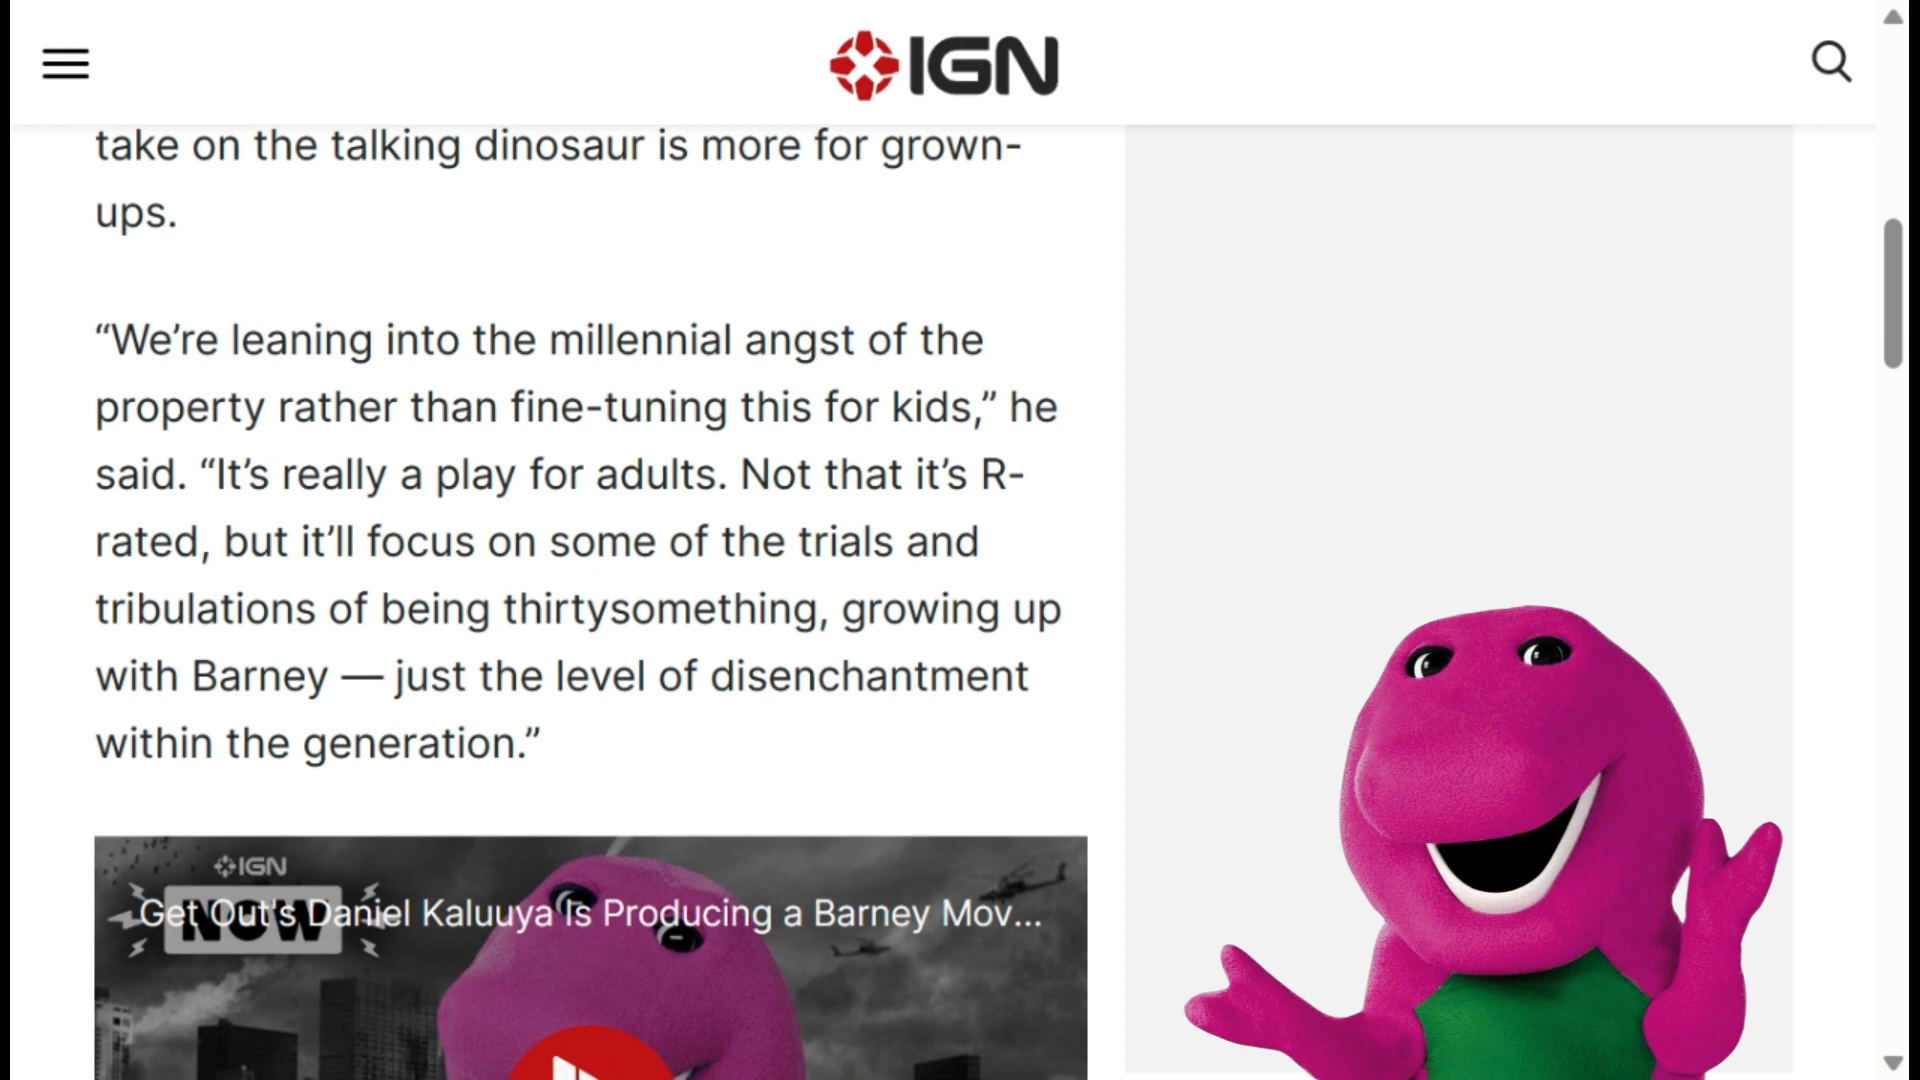 IGN
take on the talking dinosaur is more for grown-
ups.
“We’re leaning into the millennial angst of the
property rather than fine-tuning this for kids,” he
said. “It’s really a play for adults. Not that it’s R-
rated, but it’ll focus on some of the trials and
tribulations of being thirtysomething, growing up
with Barney — just the level of disenchantment
within the generation.”
IGN
NOW
Get Out's Daniel Kaluuya Is Producing a Barney Mov...